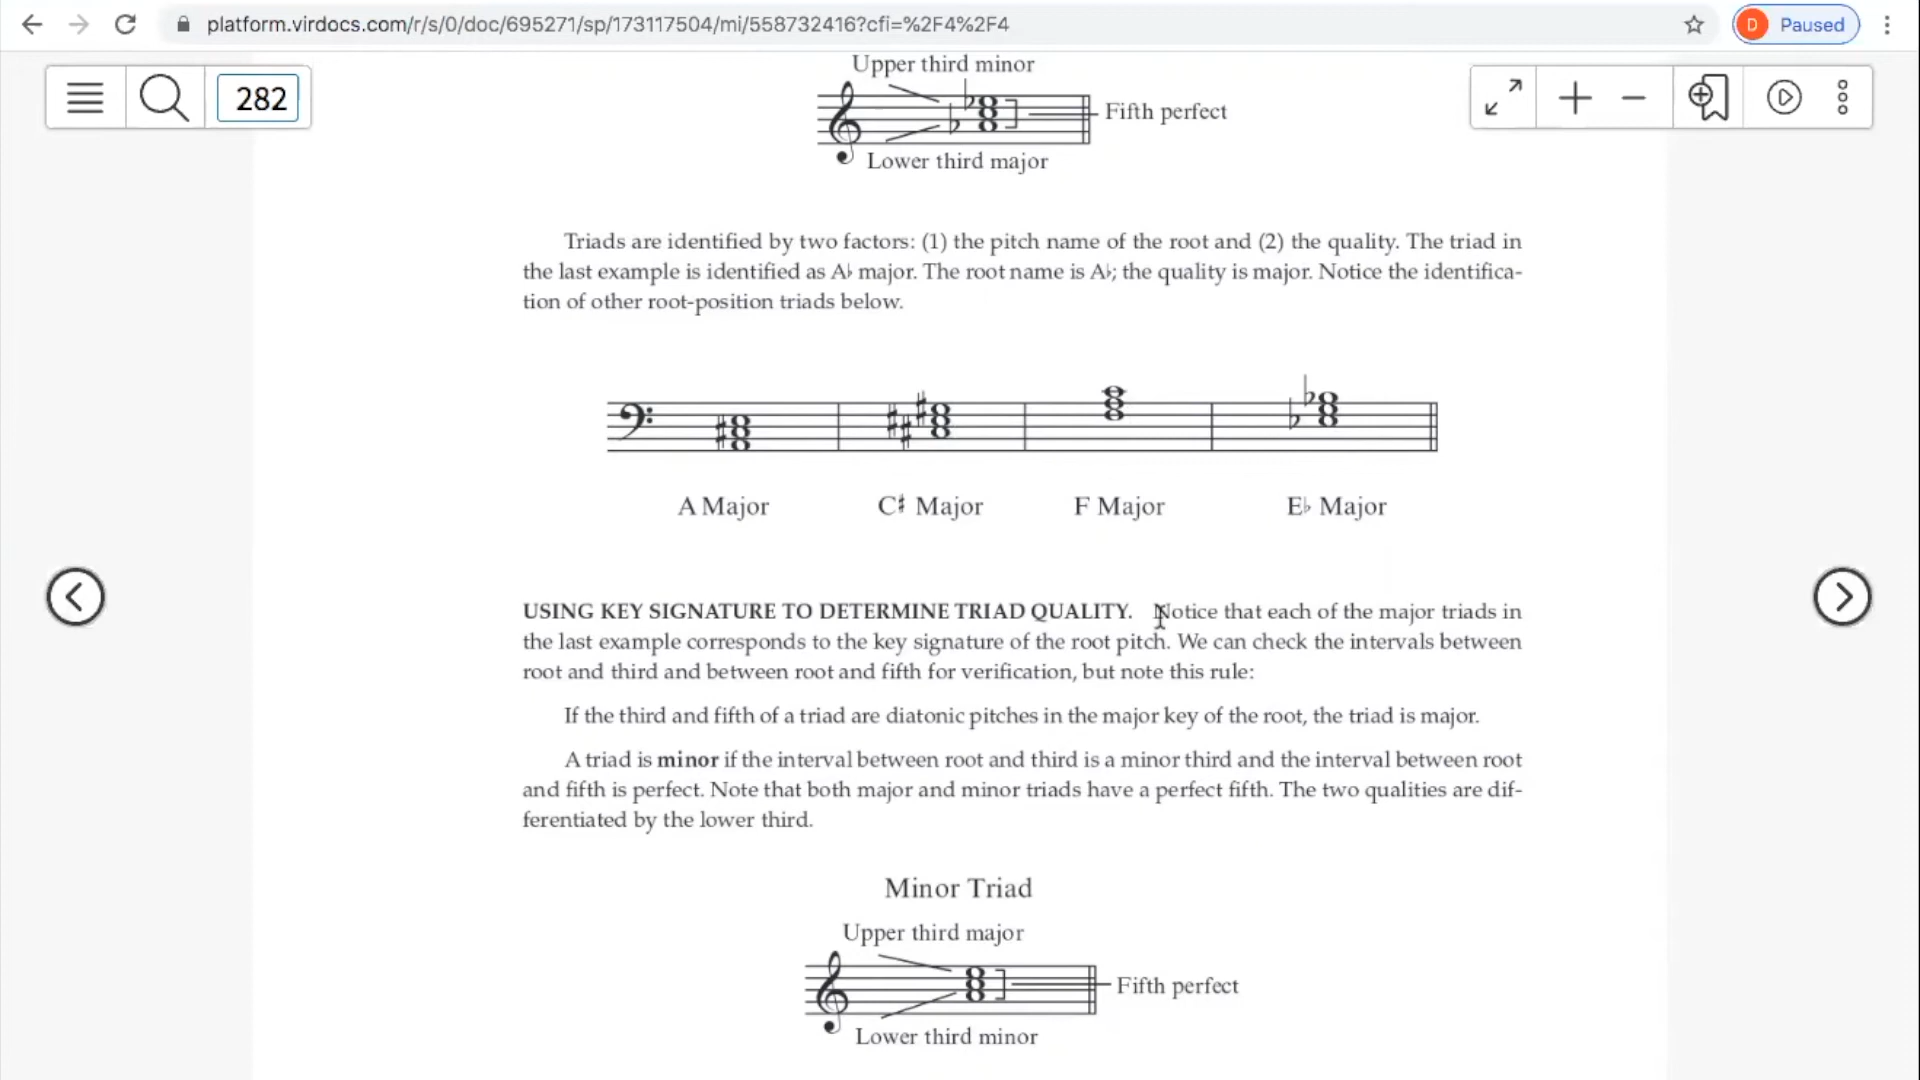 platform.virdocs.com/r/s/0/doc/695271/sp/173117504/mi/558732416?cfi=%2F4%2F4
D
Paused
282
Upper third minor
Fifth perfect
Lower third major
Triads are identified by two factors: (1) the pitch name of the root and (2) the quality. The triad in
the last example is identified as A♭ major. The root name is A♭; the quality is major. Notice the identifica-
tion of other root-position triads below.
A Major C♯ Major F Major E♭ Major
USING KEY SIGNATURE TO DETERMINE TRIAD QUALITY. Notice that each of the major triads in
the last example corresponds to the key signature of the root pitch. We can check the intervals between
root and third and between root and fifth for verification, but note this rule:
If the third and fifth of a triad are diatonic pitches in the major key of the root, the triad is major.
A triad is minor if the interval between root and third is a minor third and the interval between root
and fifth is perfect. Note that both major and minor triads have a perfect fifth. The two qualities are dif-
ferentiated by the lower third.
Minor Triad
Upper third major
Fifth perfect
Lower third minor